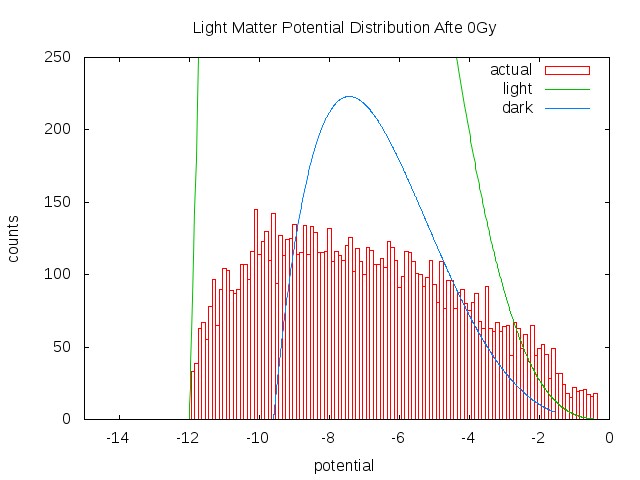 Light Matter Potential Distribution Afte 0Gy
250
200
150
100
50
0
-14 -12 -10 -8 -6 -4 -2 0
counts
potential
actual
light
dark